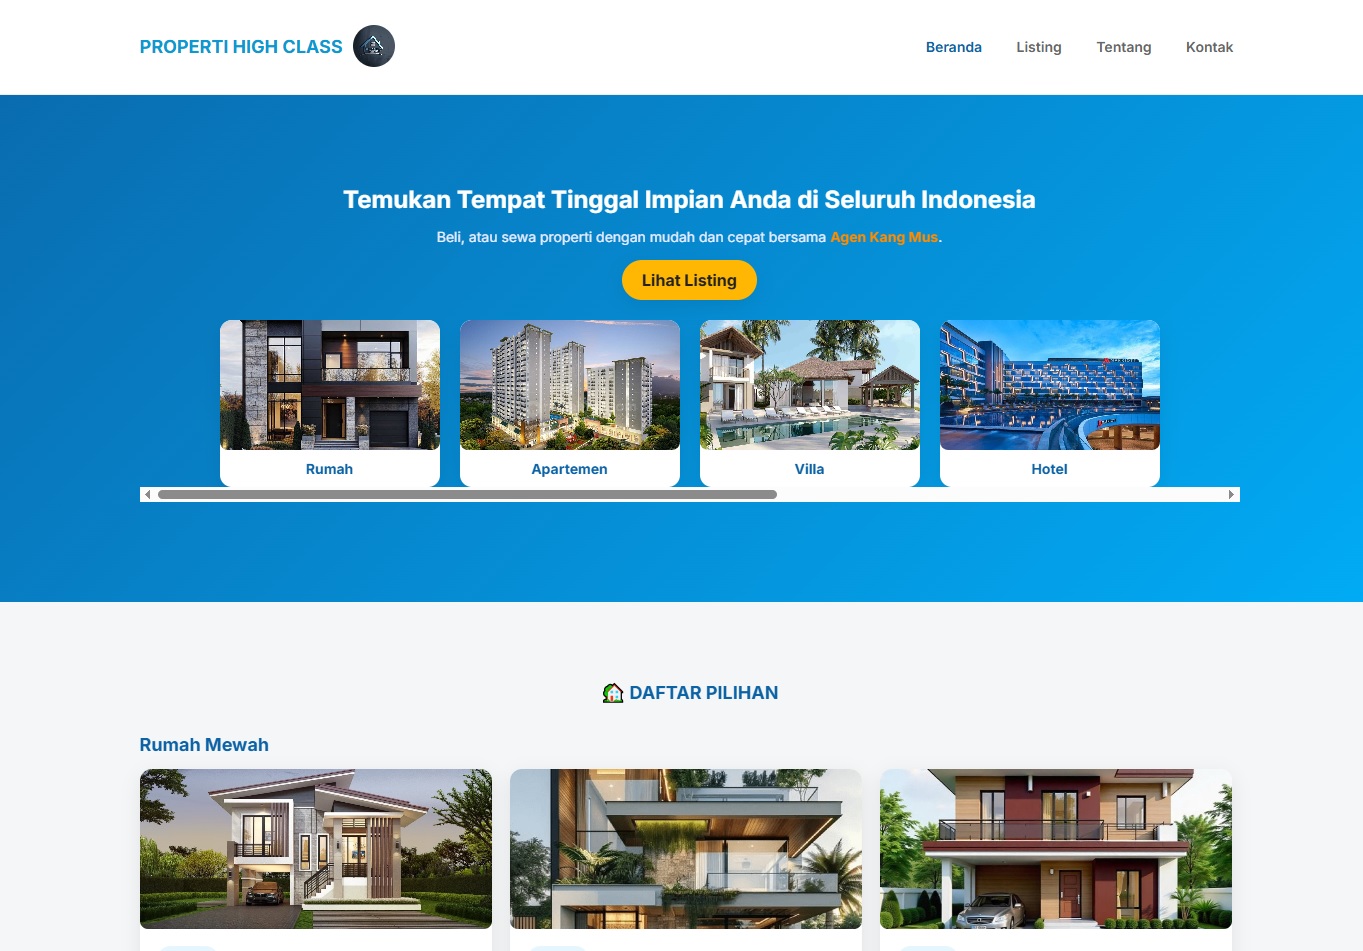 PROPERTI HIGH CLASS
Beranda
Listing
Tentang
Kontak
Temukan Tempat Tinggal Impian Anda di Seluruh Indonesia
Beli, atau sewa properti dengan mudah dan cepat bersama Agen Kang Mus.
Lihat Listing
Rumah
Apartemen
Villa
Hotel
DAFTAR PILIHAN
Rumah Mewah